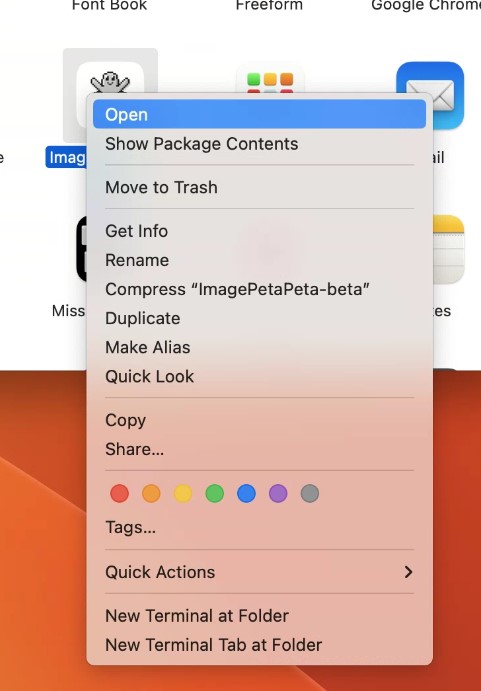 Font Book
Freeform
Google Chrome
Imag
Open
Show Package Contents
Move to Trash
Get Info
Rename
Compress “ImagePetaPeta-beta”
Duplicate
Make Alias
Quick Look
Copy
Share...
Tags...
Quick Actions
New Terminal at Folder
New Terminal Tab at Folder
e
ail
Miss
tes